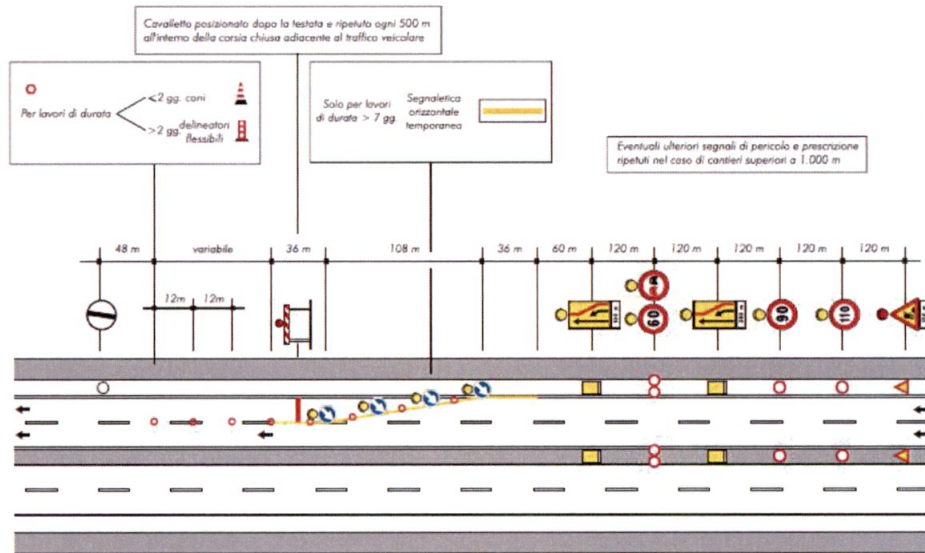 Cavalletto posizionato dopo la testata e ripetuto ogni 500 m
all'interno della corsia chiusa adiacente al traffico veicolare
Per lavori di durata
<2 gg. coni
>2 gg. delineatori
flessibili
Solo per lavori
di durata > 7 gg.
Segnaletica
orizzontale
temporanea
Eventuali ulteriori segnali di pericolo e prescrizione
ripetuti nel caso di cantieri superiori a 1.000 m
48 m
variabile
36 m
108 m
36 m
60 m
120 m
120 m
120 m
120 m
120 m
12m
12m
60
90
110